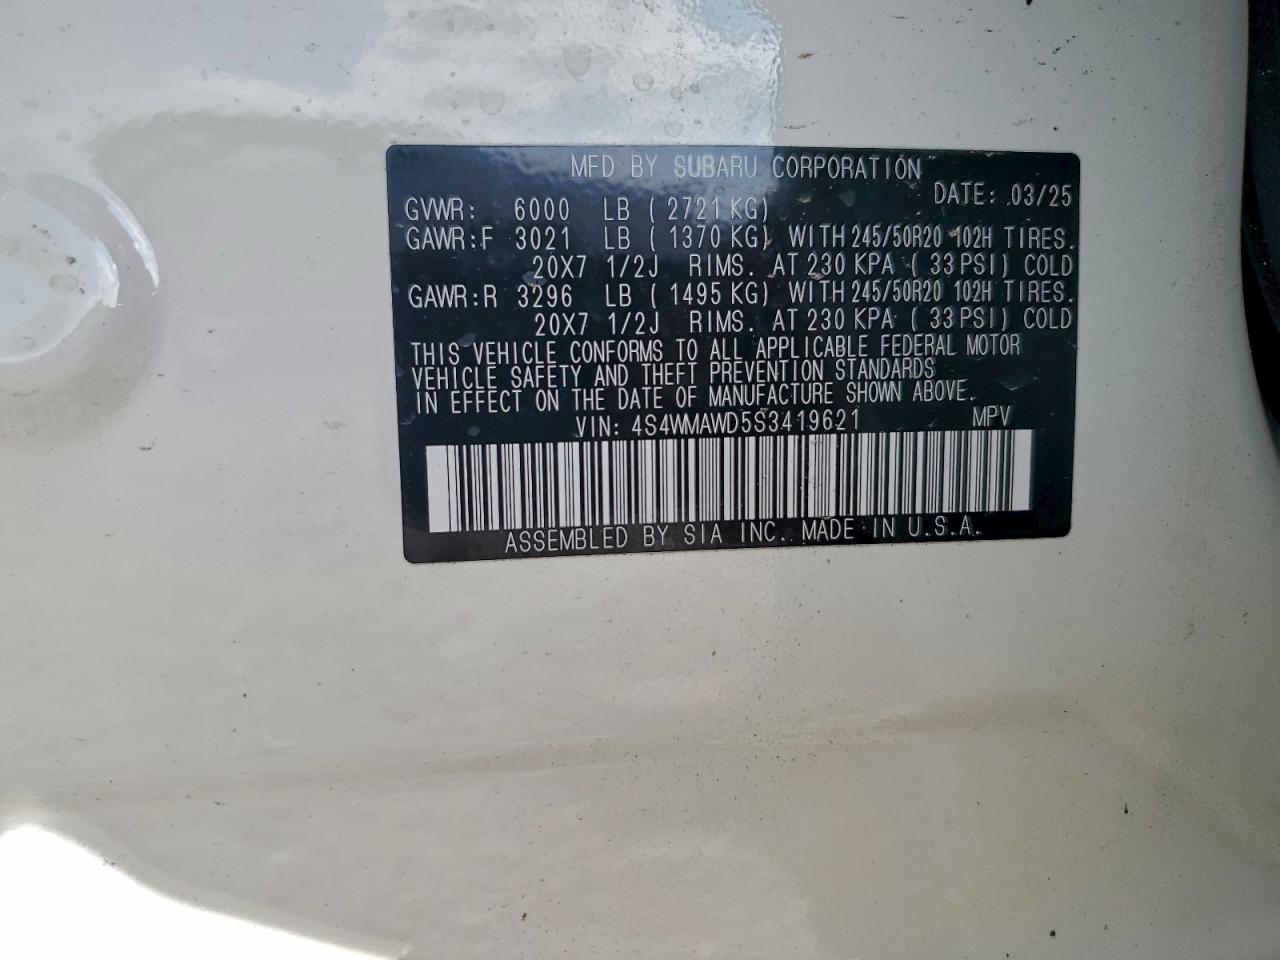 MFD BY SUBARU CORPORATION
DATE: 03/25
GVWR: 6000 LB (2721 KG)
GAWR:F 3021 LB (1370 KG) WITH 245/50R20 102H TIRES.
20X7 1/2J RIMS. AT 230 KPA (33 PSI) COLD
GAWR:R 3296 LB (1495 KG) WITH 245/50R20 102H TIRES.
20X7 1/2J RIMS. AT 230 KPA (33 PSI) COLD
THIS VEHICLE CONFORMS TO ALL APPLICABLE FEDERAL MOTOR
VEHICLE SAFETY AND THEFT PREVENTION STANDARDS
IN EFFECT ON THE DATE OF MANUFACTURE SHOWN ABOVE.
VIN: 4S4WMAWD5S3419621 MPV
ASSEMBLED BY SIA INC. MADE IN U.S.A.